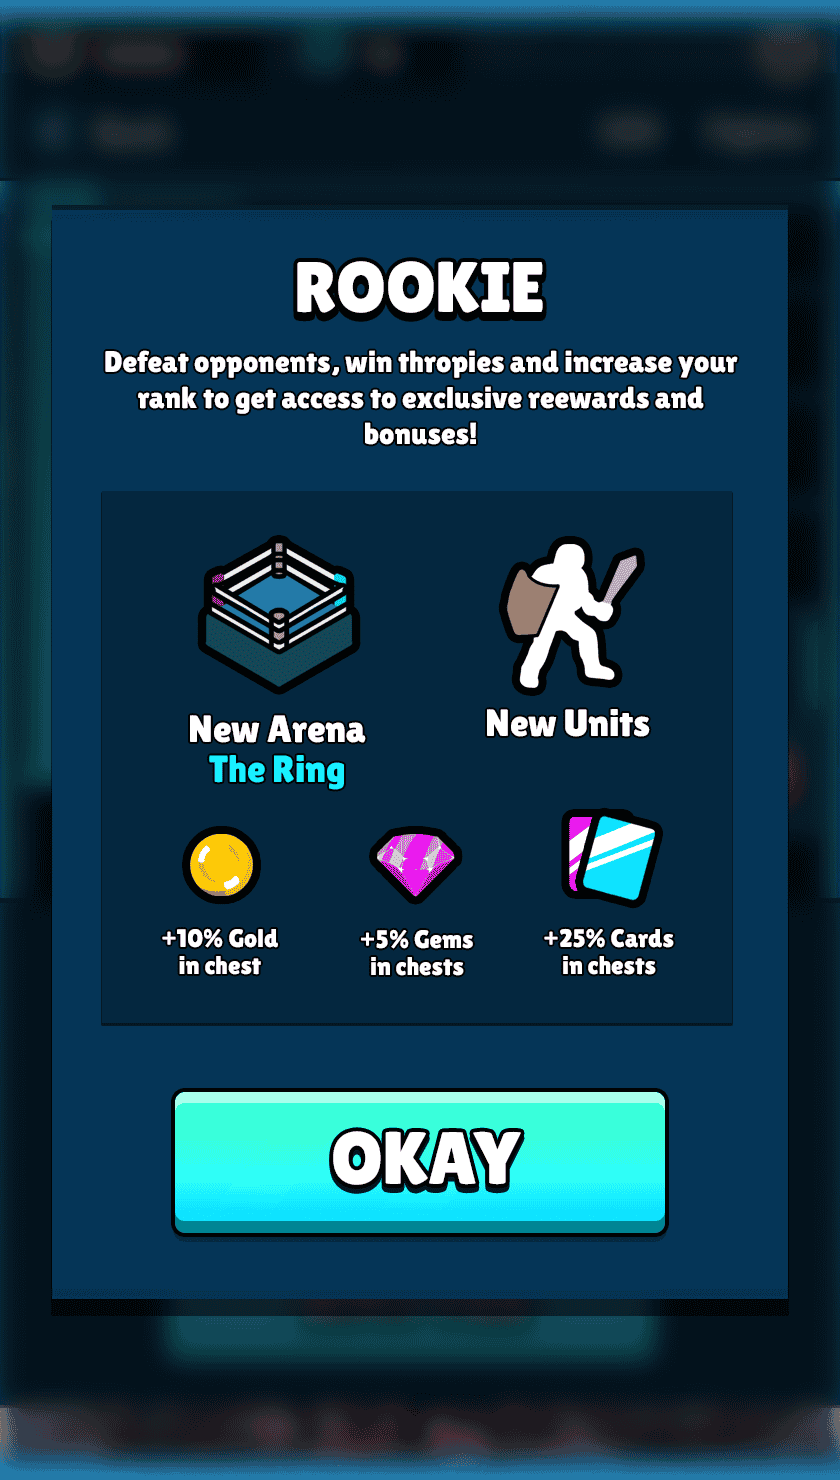 ROOKIE
Defeat opponents, win thropies and increase your
rank to get access to exclusive reewards and
bonuses!
New Arena
The Ring
New Units
+10% Gold
in chest
+5% Gems
in chests
+25% Cards
in chests
OKAY